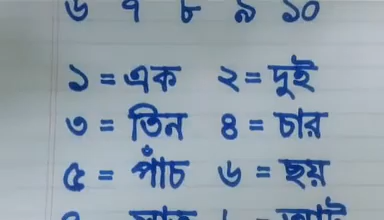 ৬ ৭ ৮ ৯ ১০
১ = এক ২ = দুই
৩ = তিন ৪ = চার
৫ = পাঁচ ৬ = ছয়